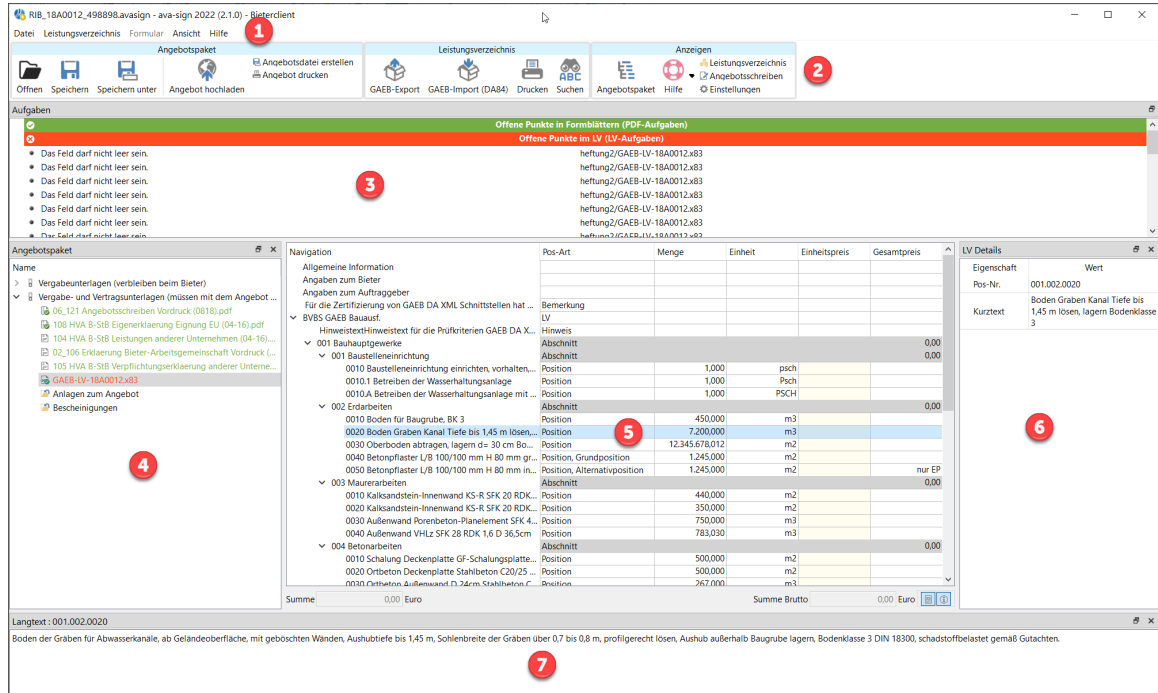 RIB_18A0012_498898.avasign - ava-sign 2022 (2.1.0) - Bieterclient
Datei Leistungsverzeichnis Formular Ansicht Hilfe
1
Angebotspaket Leistungsverzeichnis Anzeigen
Angebotsdatei erstellen
Angebot drucken
Leistungsverzeichnis
Angebotsschreiben
Einstellungen
ABC
2
Öffnen Speichern Speichern unter Angebot hochladen GAEB-Export GAEB-Import (DA84) Drucken Suchen Angebotspaket Hilfe
Aufgaben
Offene Punkte in Formblättern (PDF-Aufgaben)
Offene Punkte im LV (LV-Aufgaben)
Das Feld darf nicht leer sein. heftung2/GAEB-LV-18A0012.x83
Das Feld darf nicht leer sein. heftung2/GAEB-LV-18A0012.x83
Das Feld darf nicht leer sein. heftung2/GAEB-LV-18A0012.x83
3
Das Feld darf nicht leer sein. heftung2/GAEB-LV-18A0012.x83
Das Feld darf nicht leer sein. heftung2/GAEB-LV-18A0012.x83
Das Feld darf nicht leer sein. heftung2/GAEB-LV-18A0012.x83
Das Feld darf nicht leer sein. heftung2/GAEB-LV-18A0012.x83
Angebotspaket
Name
Vergabeunterlagen (verbleiben beim Bieter)
Vergabe- und Vertragsunterlagen (müssen mit dem Angebot ...
06_121 Angebotsschreiben Vordruck (0818).pdf
108 HVA B-StB Eigenerklaerung Eignung EU (04-16).pdf
104 HVA B-StB Leistungen anderer Unternehmen (04-16)....
02_106 Erklaerung Bieter-Arbeitsgemeinschaft Vordruck (...
105 HVA B-StB Verpflichtungserklaerung anderer Unterne...
GAEB-LV-18A0012.x83
Anlagen zum Angebot
Bescheinigungen
4
Navigation Pos-Art Menge Einheit Einheitspreis Gesamtpreis
Allgemeine Information
Angaben zum Bieter
Angaben zum Auftraggeber
Für die Zertifizierung von GAEB DA XML Schnittstellen hat ... Bemerkung
BVBS GAEB Bauausf. LV
HinweistextHinweistext für die Prüfkriterien GAEB DA X... Hinweis
001 Bauhauptgewerke Abschnitt 0,00
001 Baustelleneinrichtung Abschnitt 0,00
0010 Baustelleneinrichtung einrichten, vorhalten,... Position 1,000 psch
0010.1 Betreiben der Wasserhaltungsanlage Position 1,000 Psch
0010.A Betreiben der Wasserhaltungsanlage mit ... Position 1,000 PSCH
002 Erdarbeiten Abschnitt 0,00
0010 Boden für Baugrube, BK 3 Position 450,000 m3
0020 Boden Graben Kanal Tiefe bis 1,45 m lösen,... Position 7.200,000 m3
5
0030 Oberboden abtragen, lagern d= 30 cm Bo... Position 12.345.678,012 m2
0040 Betonpflaster L/B 100/100 mm H 80 mm gr... Position, Grundposition 1.245,000 m2
0050 Betonpflaster L/B 100/100 mm H 80 mm in... Position, Alternativposition 1.245,000 m2 nur EP
003 Maurerarbeiten Abschnitt 0,00
0010 Kalksandstein-Innenwand KS-R SFK 20 RDK... Position 440,000 m2
0020 Kalksandstein-Innenwand KS-R SFK 20 RDK... Position 350,000 m2
0030 Außenwand Porenbeton-Planelement SFK 4... Position 750,000 m3
0040 Außenwand VHLz SFK 28 RDK 1,6 D 36,5cm Position 783,030 m3
004 Betonarbeiten Abschnitt 0,00
0010 Schalung Deckenplatte GF-Schalungsplatte... Position 500,000 m2
0020 Ortbeton Deckenplatte Stahlbeton C20/25 ... Position 500,000 m2
0030 Ortbeton Außenwand D 24cm Stahlbeton C... Position 267,000 m3
Summe 0,00 Euro Summe Brutto 0,00 Euro
LV Details
Eigenschaft Wert
Pos-Nr. 001.002.0020
Kurztext Boden Graben Kanal Tiefe bis
1,45 m lösen, lagern Bodenklasse
3
6
Langtext : 001.002.0020
Boden der Gräben für Abwasserkanäle, ab Geländeoberfläche, mit geböschten Wänden, Aushubtiefe bis 1,45 m, Sohlenbreite der Gräben über 0,7 bis 0,8 m, profilgerecht lösen, Aushub außerhalb Baugrube lagern, Bodenklasse 3 DIN 18300, schadstoffbelastet gemäß Gutachten.
7